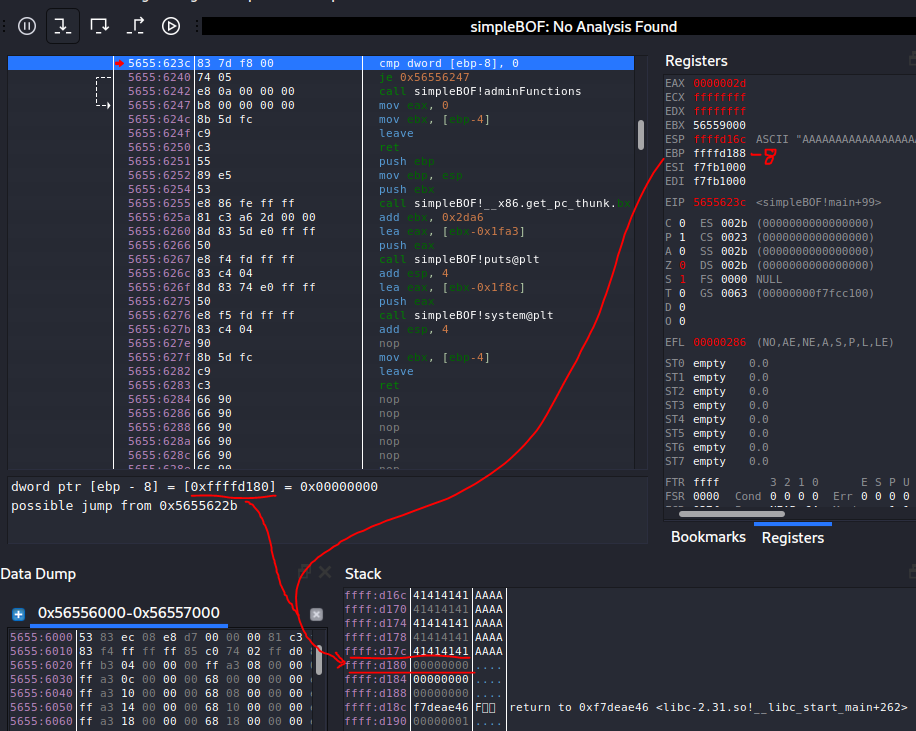 simpleBOF: No Analysis Found
5655:623c 83 7d f8 00 cmp dword [ebp-8], 0
5655:6240 74 05 je 0x56556247
5655:6242 e8 0a 00 00 00 call simpleBOF!adminFunctions
5655:6247 b8 00 00 00 00 mov eax, 0
5655:624c 8b 5d fc mov ebx, [ebp-4]
5655:624f c9 leave
5655:6250 c3 ret
5655:6251 55 push ebp
5655:6252 89 e5 mov ebp, esp
5655:6254 53 push ebx
5655:6255 e8 86 fe ff ff call simpleBOF!__x86.get_pc_thunk.bx
5655:625a 81 c3 a6 2d 00 00 add ebx, 0x2da6
5655:6260 8d 83 5d e0 ff ff lea eax, [ebx-0x1fa3]
5655:6266 50 push eax
5655:6267 e8 f4 fd ff ff call simpleBOF!puts@plt
5655:626c 83 c4 04 add esp, 4
5655:626f 8d 83 74 e0 ff ff lea eax, [ebx-0x1f8c]
5655:6275 50 push eax
5655:6276 e8 f5 fd ff ff call simpleBOF!system@plt
5655:627b 83 c4 04 add esp, 4
5655:627e 90 nop
5655:627f 8b 5d fc mov ebx, [ebp-4]
5655:6282 c9 leave
5655:6283 c3 ret
5655:6284 66 90 nop
5655:6286 66 90 nop
5655:6288 66 90 nop
5655:628a 66 90 nop
5655:628c 66 90 nop
Registers
EAX 0000002d
ECX ffffffff
EDX ffffffff
EBX 56559000
ESP ffffd16c ASCII "AAAAAAAAAAAAAAAAAA
EBP ffffd188 -8
ESI f7fb1000
EDI f7fb1000
EIP 5655623c <simpleBOF!main+99>
C 0 ES 002b (0000000000000000)
P 1 CS 0023 (0000000000000000)
A 0 SS 002b (0000000000000000)
Z 0 DS 002b (0000000000000000)
S 1 FS 0000 NULL
T 0 GS 0063 (00000000f7fcc100)
D 0
O 0
EFL 00000286 (NO,AE,NE,A,S,P,L,LE)
ST0 empty 0.0
ST1 empty 0.0
ST2 empty 0.0
ST3 empty 0.0
ST4 empty 0.0
ST5 empty 0.0
ST6 empty 0.0
ST7 empty 0.0
FTR ffff 3 2 1 0 E S P U
FSR 0000 Cond 0 0 0 0 Err 0 0 0 0
Bookmarks Registers
dword ptr [ebp - 8] = [0xffffd180] = 0x00000000
possible jump from 0x5655622b
Data Dump
0x56556000-0x56557000
5655:6000 53 83 ec 08 e8 d7 00 00 00 81 c3
5655:6010 83 f4 ff ff ff 85 c0 74 02 ff d0
5655:6020 ff b3 04 00 00 00 ff a3 08 00 00
5655:6030 ff a3 0c 00 00 00 68 00 00 00 00
5655:6040 ff a3 10 00 00 00 68 08 00 00 00
5655:6050 ff a3 14 00 00 00 68 10 00 00 00
5655:6060 ff a3 18 00 00 00 68 18 00 00 00
Stack
ffff:d16c 41414141 AAAA
ffff:d170 41414141 AAAA
ffff:d174 41414141 AAAA
ffff:d178 41414141 AAAA
ffff:d17c 41414141 AAAA
ffff:d180 00000000 ....
ffff:d184 00000000 ....
ffff:d188 00000000 ....
ffff:d18c f7deae46 F▯▯ return to 0xf7deae46 <libc-2.31.so!__libc_start_main+262>
ffff:d190 00000001 ....